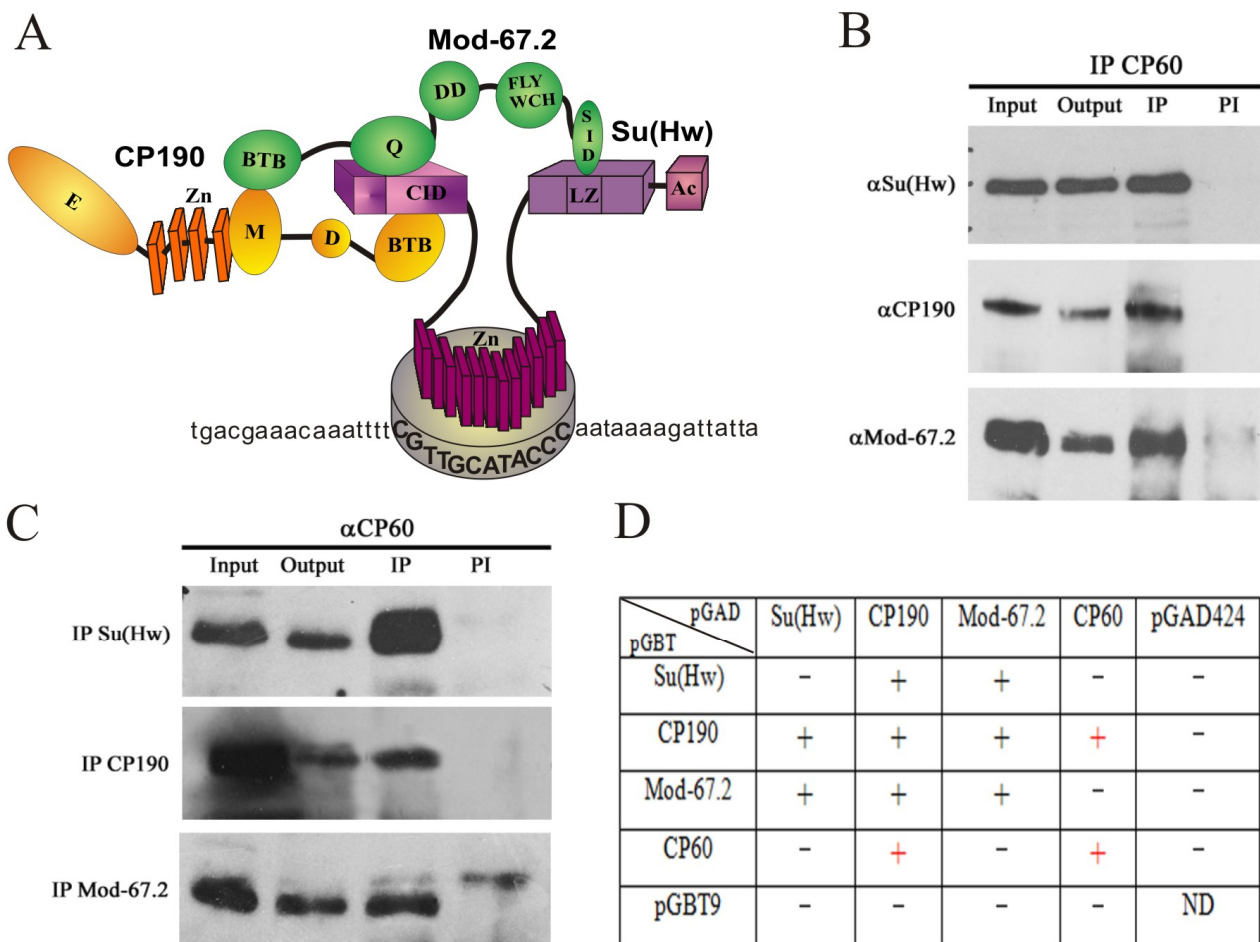 A
Mod-67.2
DD
FLY
WCH
S
I
D
Su(Hw)
CP190
BTB
Q
Zn
E
CID
LZ
Ac
M
D
BTB
Zn
tgacgaaacaaattttCGTTGCATACCCaataaaagattatta
B
IP CP60
Input Output IP PI
αSu(Hw)
αCP190
αMod-67.2
C
αCP60
Input Output IP PI
IP Su(Hw)
IP CP190
IP Mod-67.2
D
pGAD Su(Hw) CP190 Mod-67.2 CP60 pGAD424
pGBT
Su(Hw) - + + - -
CP190 + + + + -
Mod-67.2 + + + - -
CP60 - + - + -
pGBT9 - - - - ND